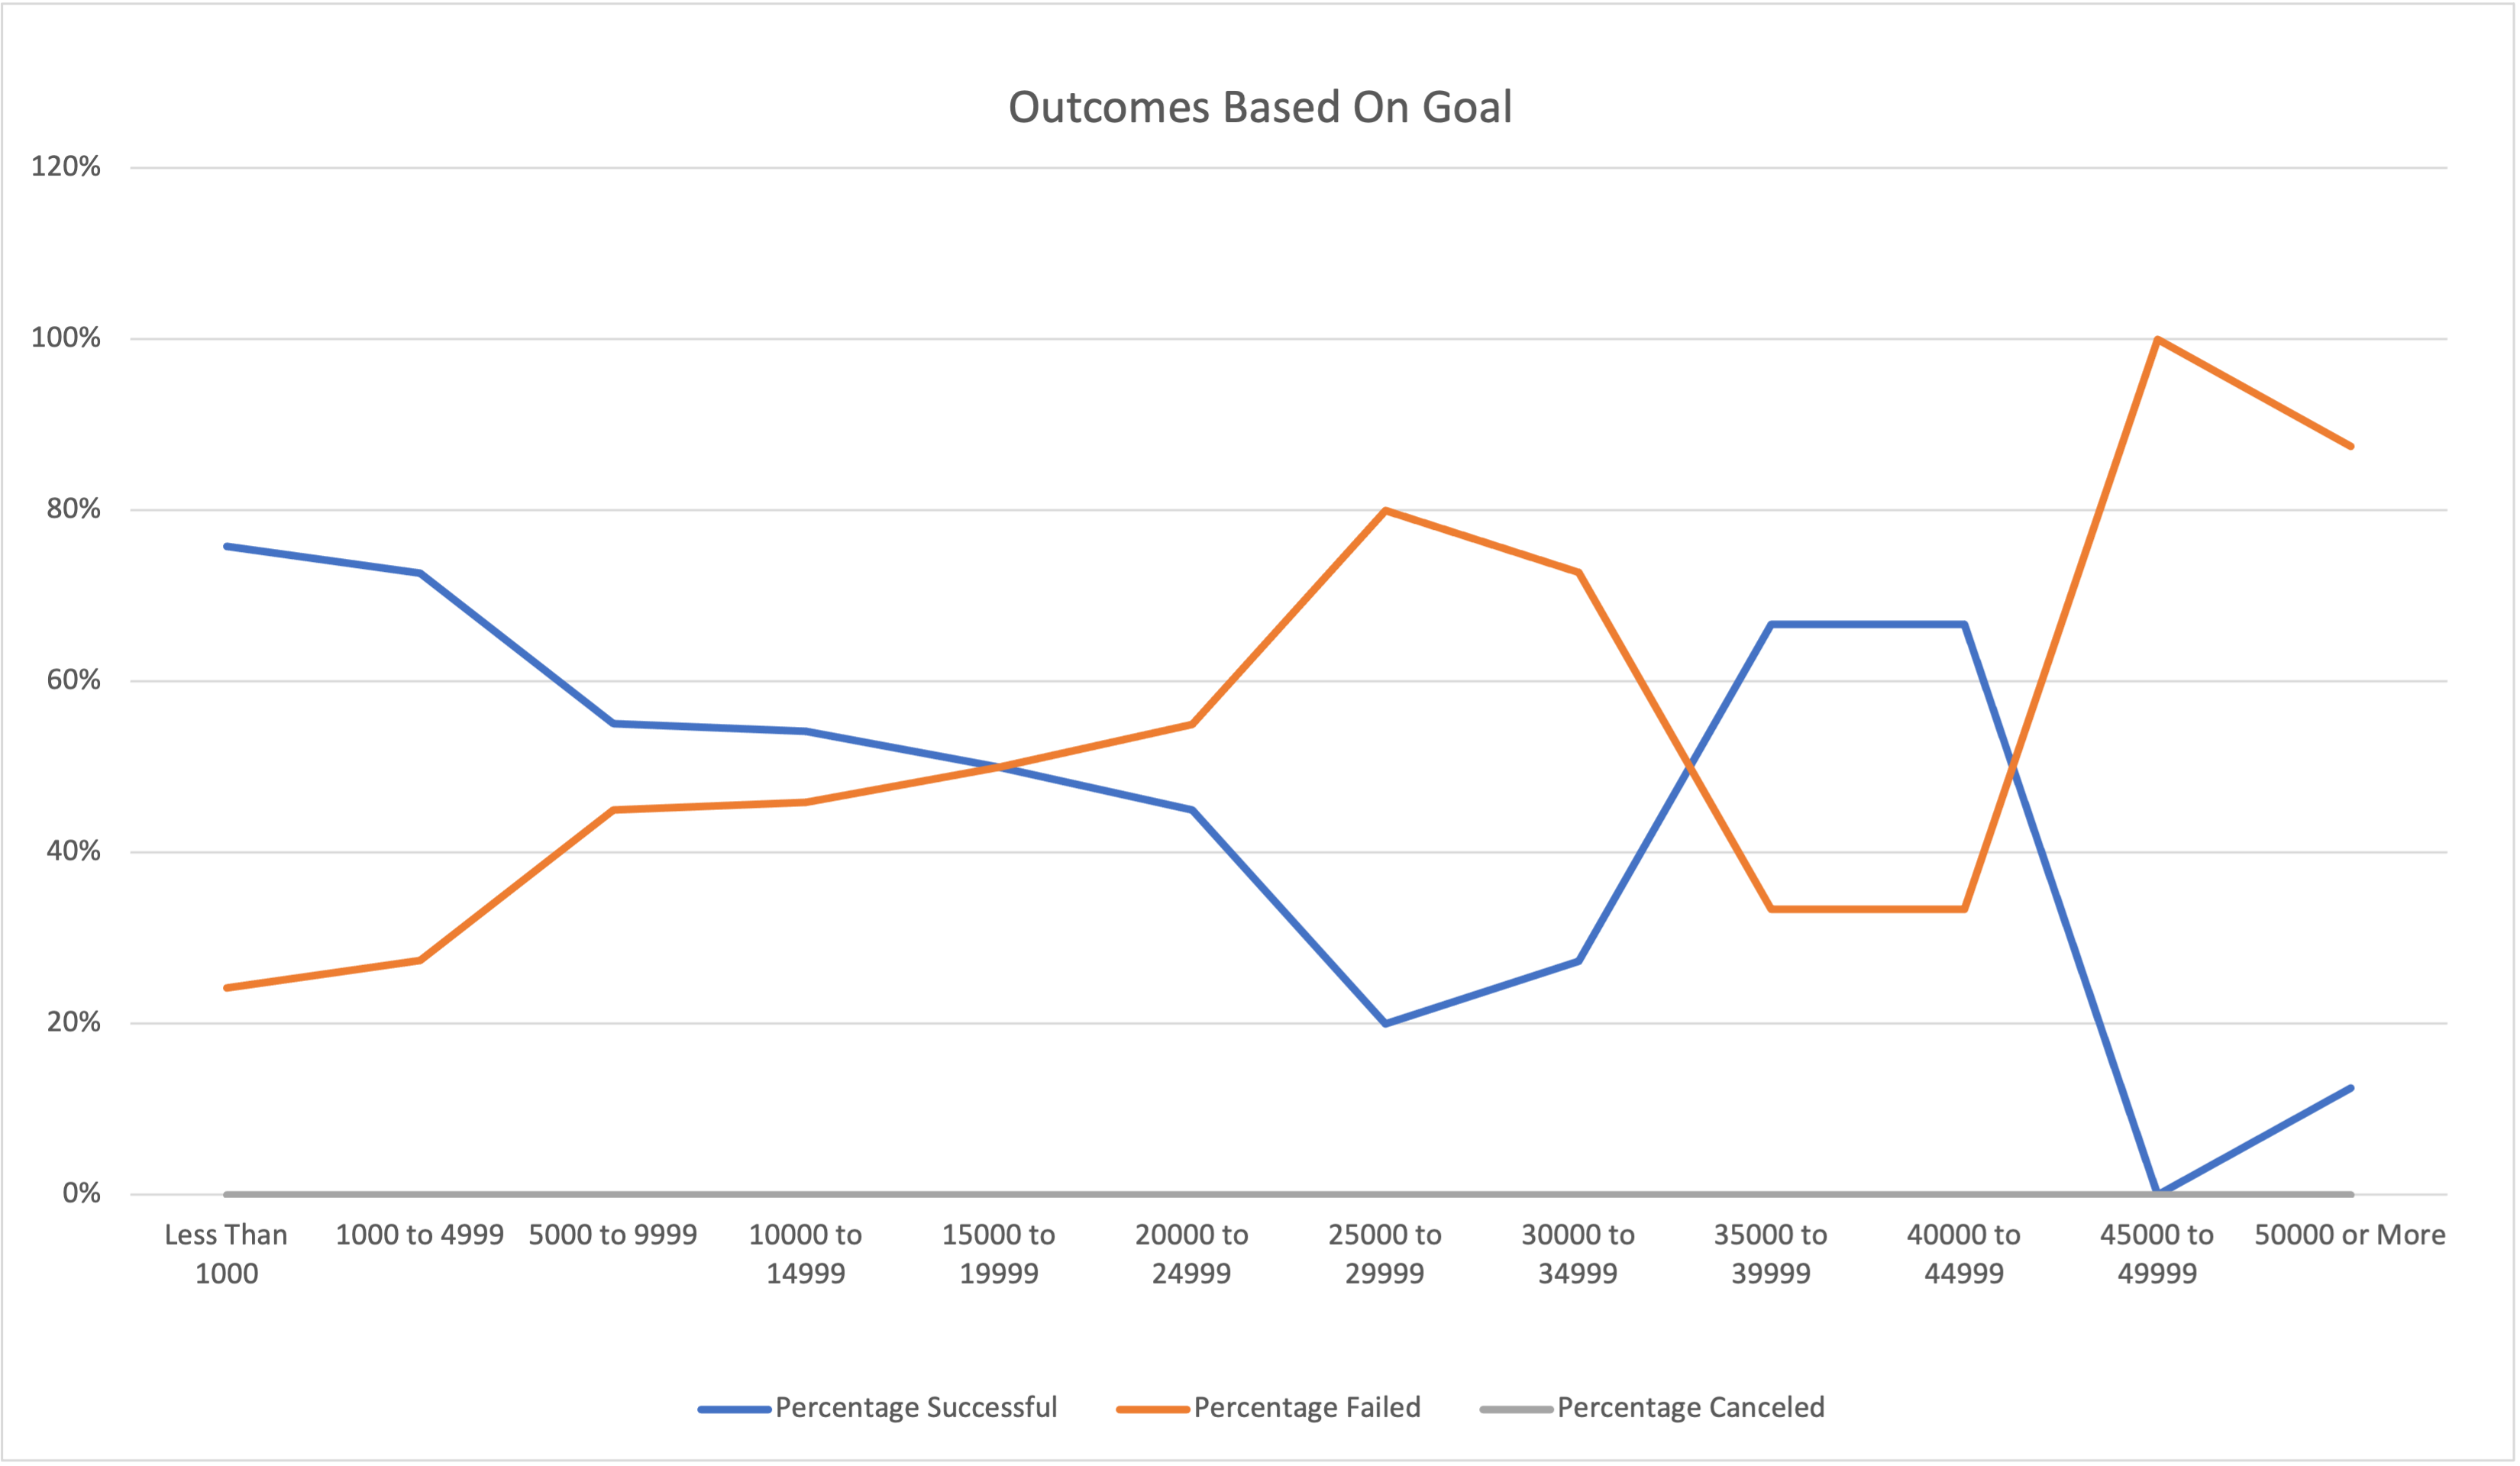 Outcomes Based On Goal
120%
100%
80%
60%
40%
20%
0%
Less Than
1000
1000 to 4999
5000 to 9999
10000 to
14999
15000 to
19999
20000 to
24999
25000 to
29999
30000 to
34999
35000 to
39999
40000 to
44999
45000 to
49999
50000 or More
Percentage Successful
Percentage Failed
Percentage Canceled